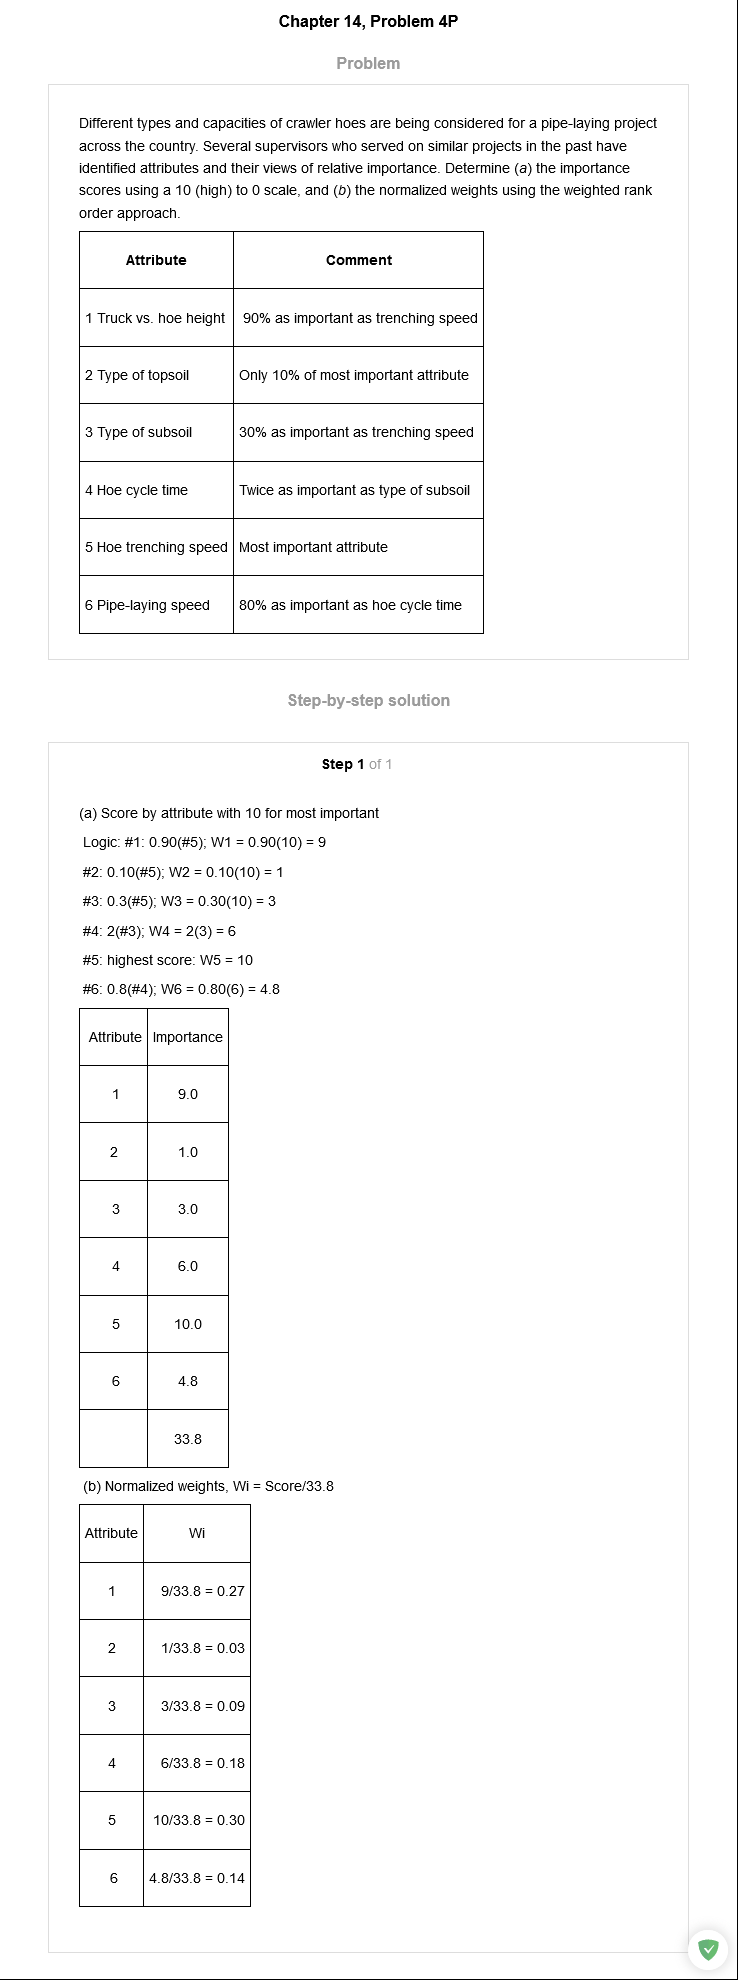 Chapter 14, Problem 4P
Problem
Different types and capacities of crawler hoes are being considered for a pipe-laying project
across the country. Several supervisors who served on similar projects in the past have
identified attributes and their views of relative importance. Determine (a) the importance
scores using a 10 (high) to 0 scale, and (b) the normalized weights using the weighted rank
order approach.
Attribute Comment
1 Truck vs. hoe height 90% as important as trenching speed
2 Type of topsoil Only 10% of most important attribute
3 Type of subsoil 30% as important as trenching speed
4 Hoe cycle time Twice as important as type of subsoil
5 Hoe trenching speed Most important attribute
6 Pipe-laying speed 80% as important as hoe cycle time
Step-by-step solution
Step 1 of 1
(a) Score by attribute with 10 for most important
Logic: #1: 0.90(#5); W1 = 0.90(10) = 9
#2: 0.10(#5); W2 = 0.10(10) = 1
#3: 0.3(#5); W3 = 0.30(10) = 3
#4: 2(#3); W4 = 2(3) = 6
#5: highest score: W5 = 10
#6: 0.8(#4); W6 = 0.80(6) = 4.8
Attribute Importance
1 9.0
2 1.0
3 3.0
4 6.0
5 10.0
6 4.8
33.8
(b) Normalized weights, Wi = Score/33.8
Attribute Wi
1 9/33.8 = 0.27
2 1/33.8 = 0.03
3 3/33.8 = 0.09
4 6/33.8 = 0.18
5 10/33.8 = 0.30
6 4.8/33.8 = 0.14